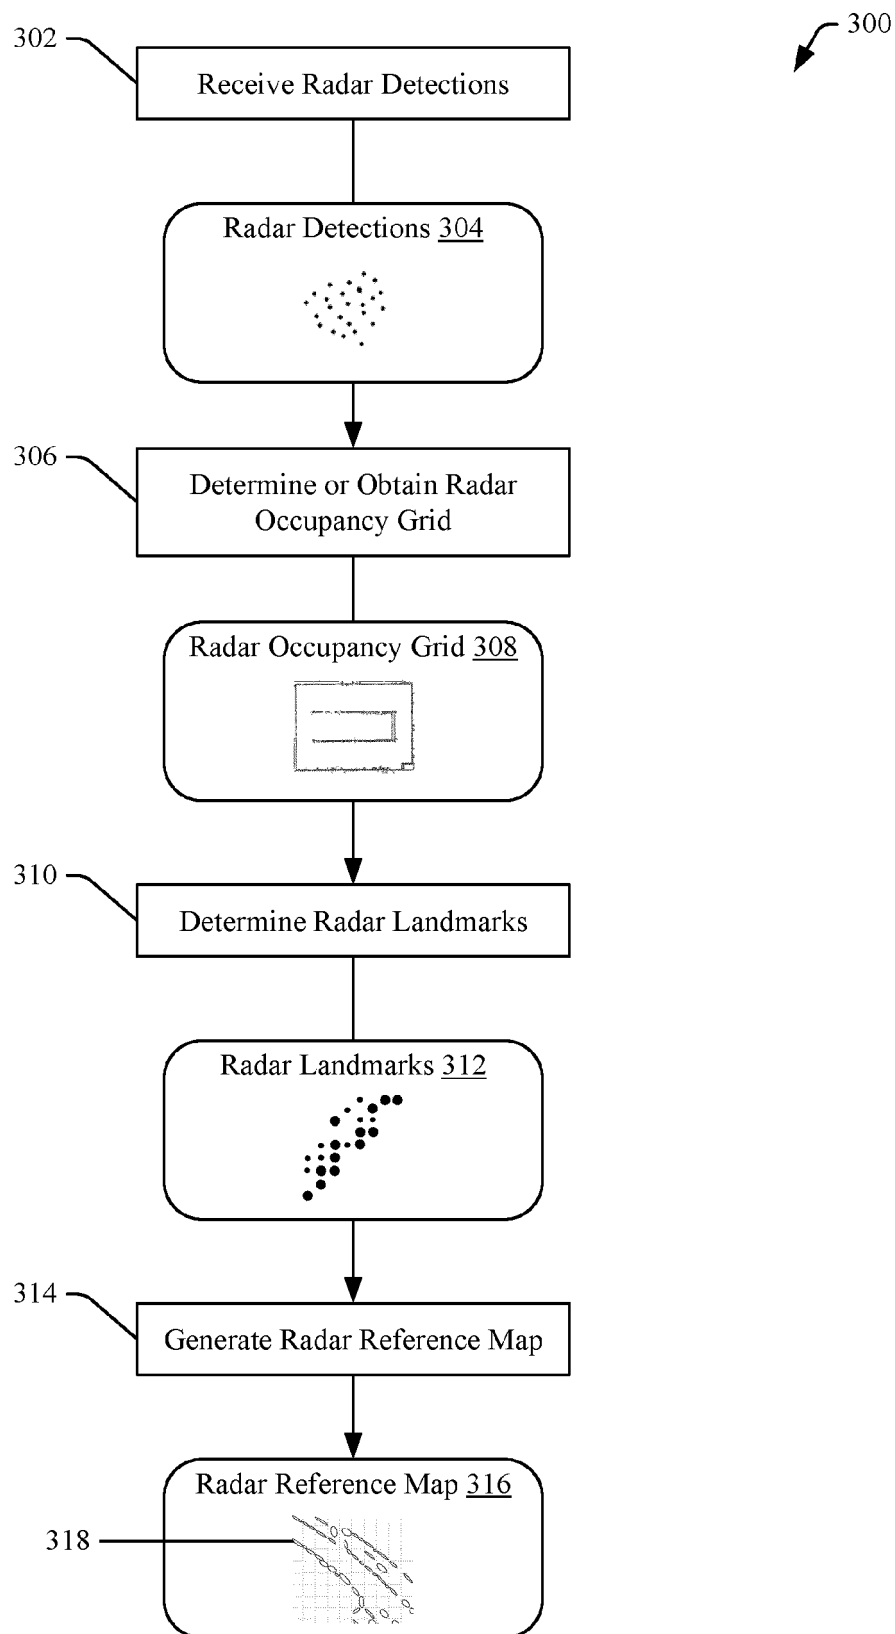 300
302
Receive Radar Detections
Radar Detections 304
306
Determine or Obtain Radar
Occupancy Grid
Radar Occupancy Grid 308
310
Determine Radar Landmarks
Radar Landmarks 312
314
Generate Radar Reference Map
Radar Reference Map 316
318